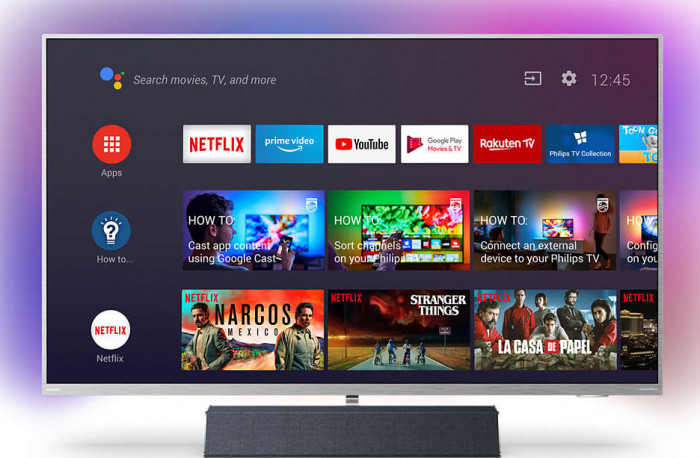 Search movies, TV, and more
12:45
NETFLIX
prime video
YouTube
Google Play
Movies & TV
Rakuten TV
Philips TV Collection
TOON G
Apps
HOW TO:
Cast app content
using Google Cast
HOW TO:
Sort channels
on your Philips TV
HOW TO:
Connect an external
device to your Philips TV
HOW
Config
on you
How to...
NETFLIX
NARCOS
MEXICO
NETFLIX
STRANGER
THINGS
NETFLIX
LA CASA DE PAPEL
NETFLIX
NETFLIX
Netflix